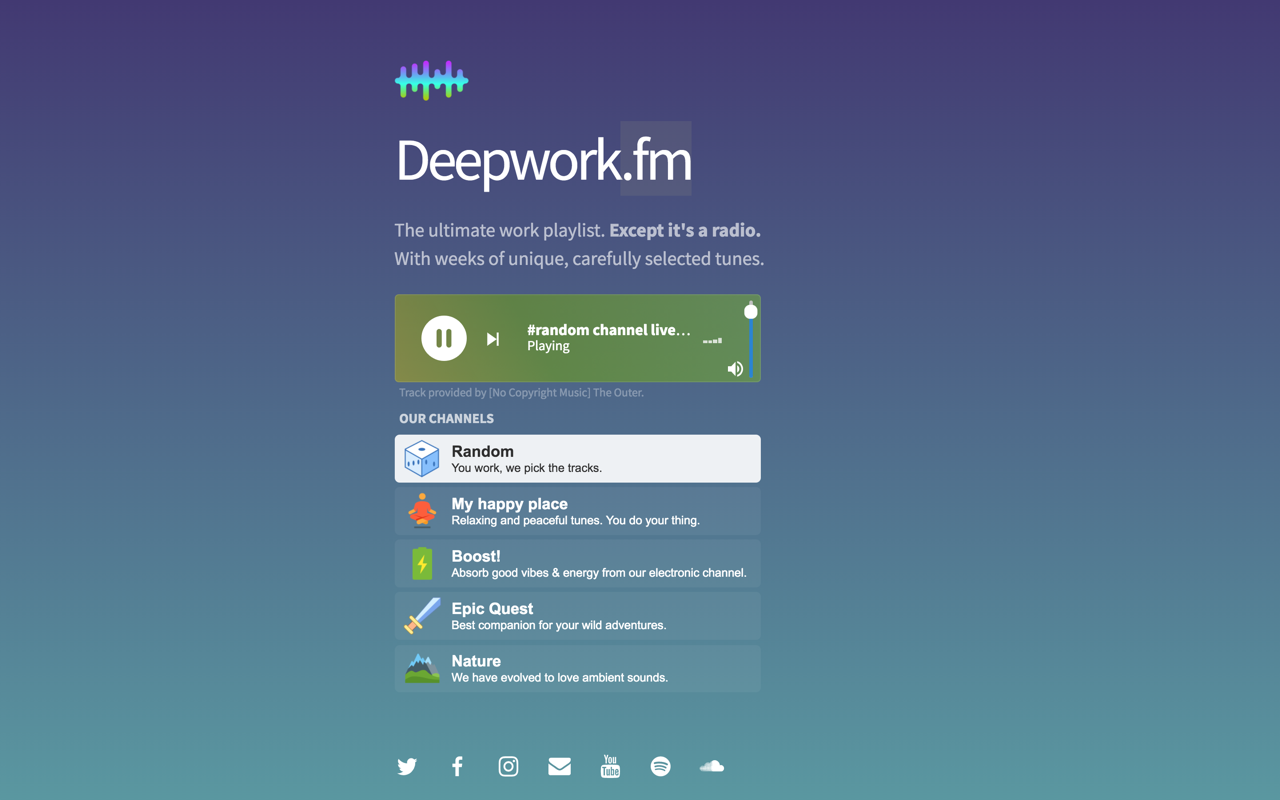 Deepwork.fm
The ultimate work playlist. Except it's a radio.
With weeks of unique, carefully selected tunes.
#random channel live...
Playing
Track provided by [No Copyright Music] The Outer.
OUR CHANNELS
Random
You work, we pick the tracks.
My happy place
Relaxing and peaceful tunes. You do your thing.
Boost!
Absorb good vibes & energy from our electronic channel.
Epic Quest
Best companion for your wild adventures.
Nature
We have evolved to love ambient sounds.
You
Tube